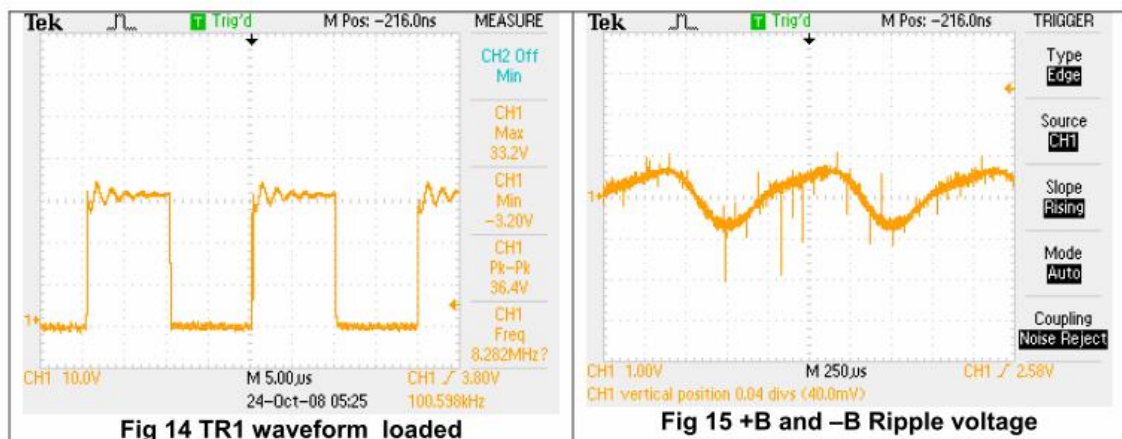 Tek Trig'd M Pos: -216.0ns MEASURE
CH2 Off
Min
CH1
Max
33.2V
CH1
Min
-3.20V
CH1
Pk-Pk
36.4V
CH1
Freq
8.282MHz?
1
CH1 10.0V M 5.00µs CH1 3.80V
24-Oct-08 05:25 100.598kHz
Fig 14 TR1 waveform loaded
Tek Trig'd M Pos: -216.0ns TRIGGER
Type
Edge
Source
CH1
Slope
Rising
Mode
Auto
Coupling
Noise Reject
1
CH1 1.00V M 250µs CH1 2.58V
CH1 vertical position 0.04 divs (40.0mV)
Fig 15 +B and –B Ripple voltage